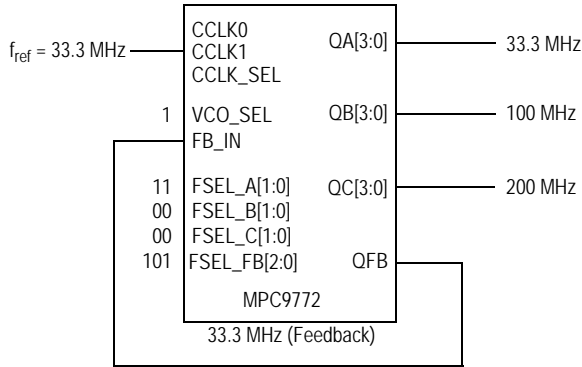 CCLK0
f_ref = 33.3 MHz CCLK1 QA[3:0] 33.3 MHz
CCLK_SEL
1 VCO_SEL QB[3:0] 100 MHz
FB_IN
11 FSEL_A[1:0] QC[3:0] 200 MHz
00 FSEL_B[1:0]
00 FSEL_C[1:0]
101 FSEL_FB[2:0] QFB
MPC9772
33.3 MHz (Feedback)